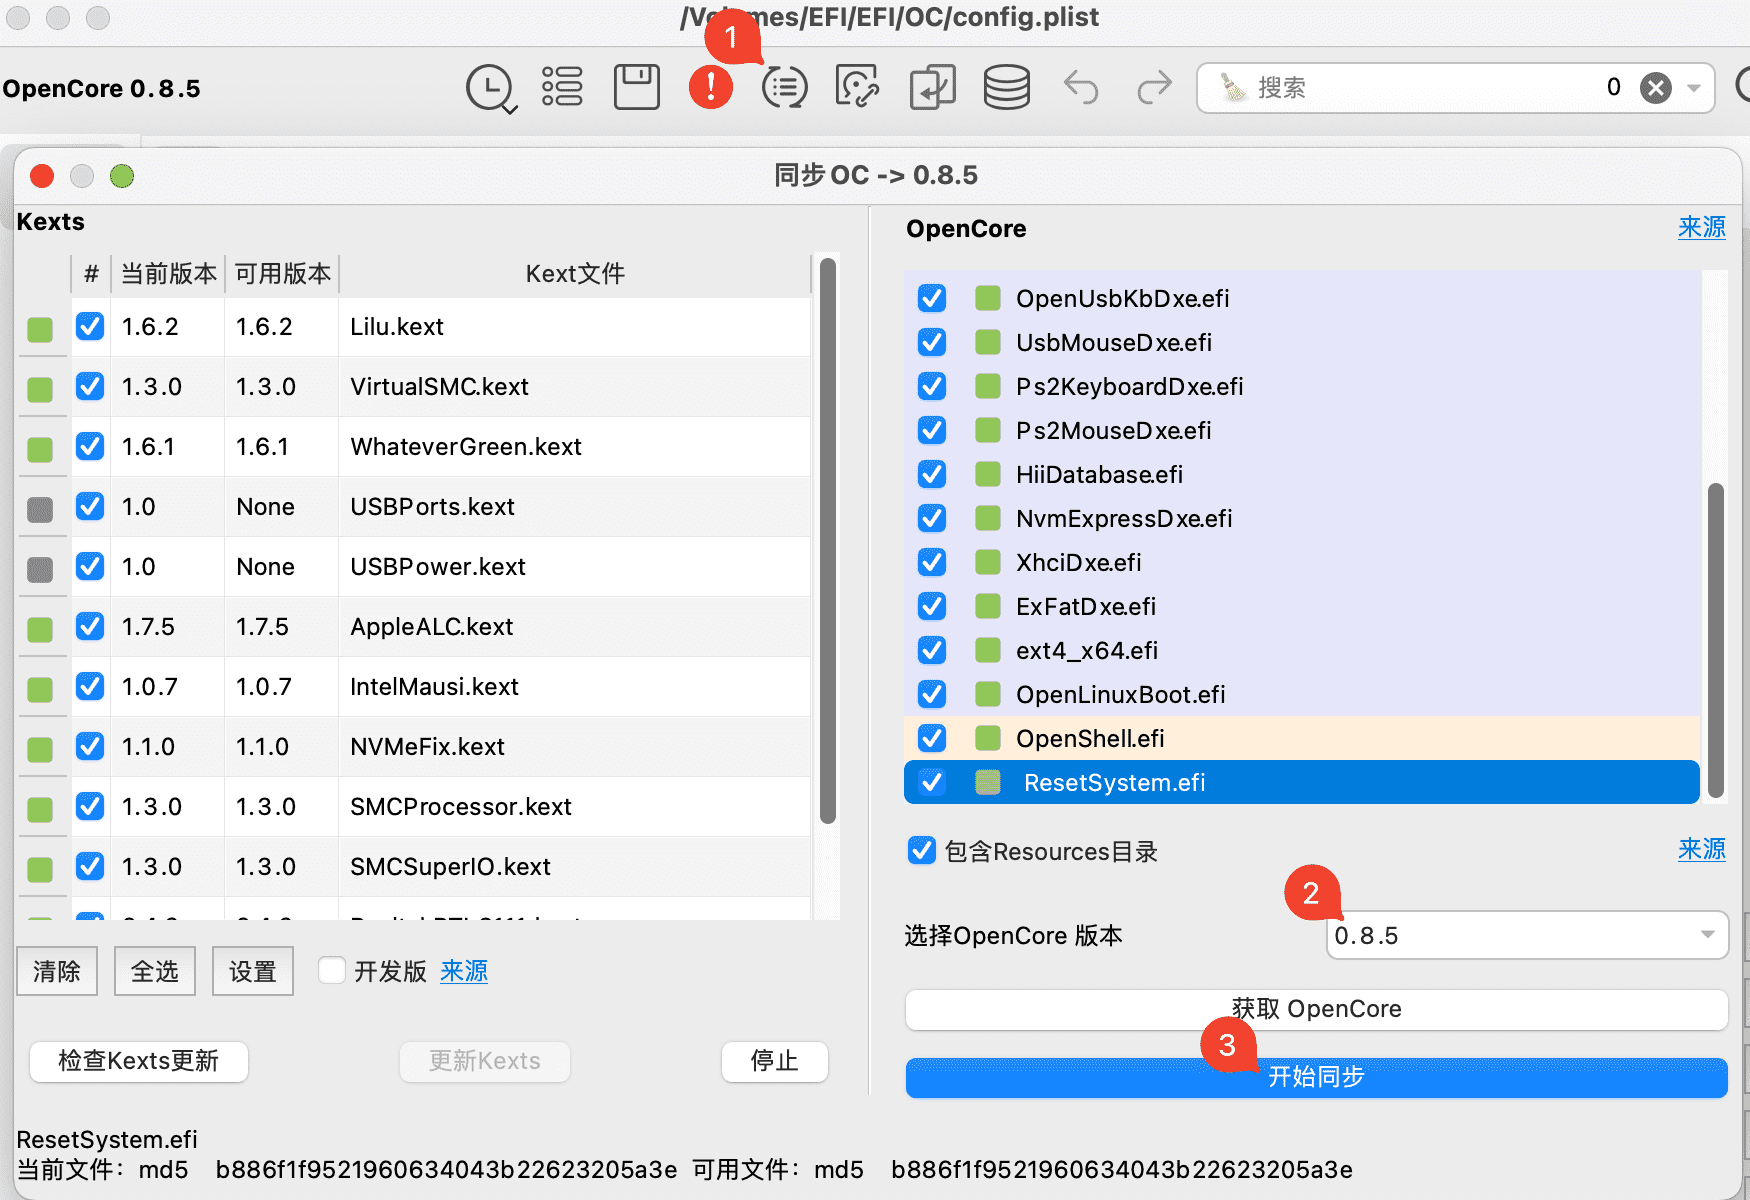 /Volumes/EFI/EFI/OC/config.plist
1
OpenCore 0.8.5
搜索
0
同步OC -> 0.8.5
Kexts
# 当前版本 可用版本 Kext文件
1.6.2 1.6.2 Lilu.kext
1.3.0 1.3.0 VirtualSMC.kext
1.6.1 1.6.1 WhateverGreen.kext
1.0 None USBPorts.kext
1.0 None USBPower.kext
1.7.5 1.7.5 AppleALC.kext
1.0.7 1.0.7 IntelMausi.kext
1.1.0 1.1.0 NVMeFix.kext
1.3.0 1.3.0 SMCProcessor.kext
1.3.0 1.3.0 SMCSuperIO.kext
清除 全选 设置 开发版 来源
检查Kexts更新 更新Kexts 停止
OpenCore 来源
OpenUsbKbDxe.efi
UsbMouseDxe.efi
Ps2KeyboardDxe.efi
Ps2MouseDxe.efi
HiiDatabase.efi
NvmExpressDxe.efi
XhciDxe.efi
ExFatDxe.efi
ext4_x64.efi
OpenLinuxBoot.efi
OpenShell.efi
ResetSystem.efi
包含Resources目录 来源
2
选择OpenCore 版本 0.8.5
获取 OpenCore
3
开始同步
ResetSystem.efi
当前文件：md5 b886f1f9521960634043b22623205a3e 可用文件：md5 b886f1f9521960634043b22623205a3e